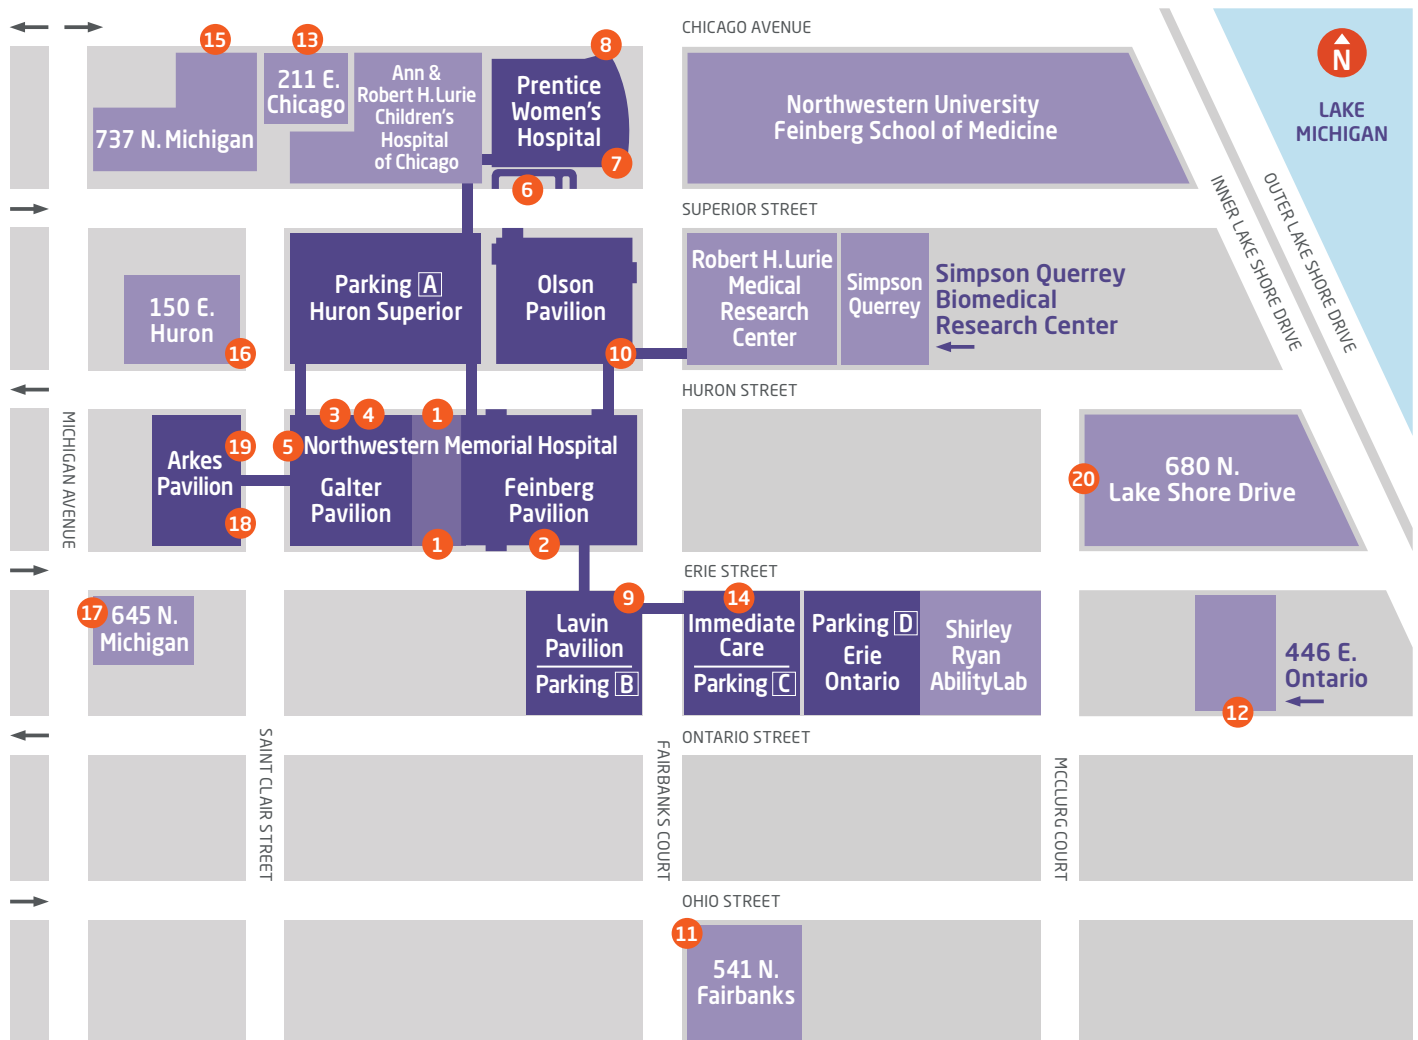 CHICAGO AVENUE
15
13
8
N
LAKE
MICHIGAN
737 N. Michigan
211 E.
Chicago
Ann &
Robert H. Lurie
Children's
Hospital
of Chicago
Prentice
Women's
Hospital
7
6
Northwestern University
Feinberg School of Medicine
INNER LAKE SHORE DRIVE
OUTER LAKE SHORE DRIVE
SUPERIOR STREET
150 E.
Huron
16
Parking A
Huron Superior
Olson
Pavilion
10
Robert H. Lurie
Medical
Research
Center
Simpson
Querrey
Simpson Querrey
Biomedical
Research Center
HURON STREET
MICHIGAN AVENUE
Arkes
Pavilion
19
18
5
3
4
1
Northwestern Memorial Hospital
Galter
Pavilion
Feinberg
Pavilion
1
2
20
680 N.
Lake Shore Drive
ERIE STREET
17
645 N.
Michigan
9
Lavin
Pavilion
Parking B
14
Immediate
Care
Parking C
Parking D
Erie
Ontario
Shirley
Ryan
AbilityLab
446 E.
Ontario
12
ONTARIO STREET
SAINT CLAIR STREET
FAIRBANKS COURT
MCCLURG COURT
OHIO STREET
11
541 N.
Fairbanks